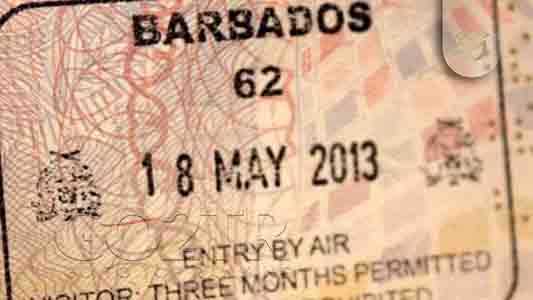 BARBADOS
62
18 MAY 2013
ENTRY BY AIR
VISITOR: THREE MONTHS PERMITTED